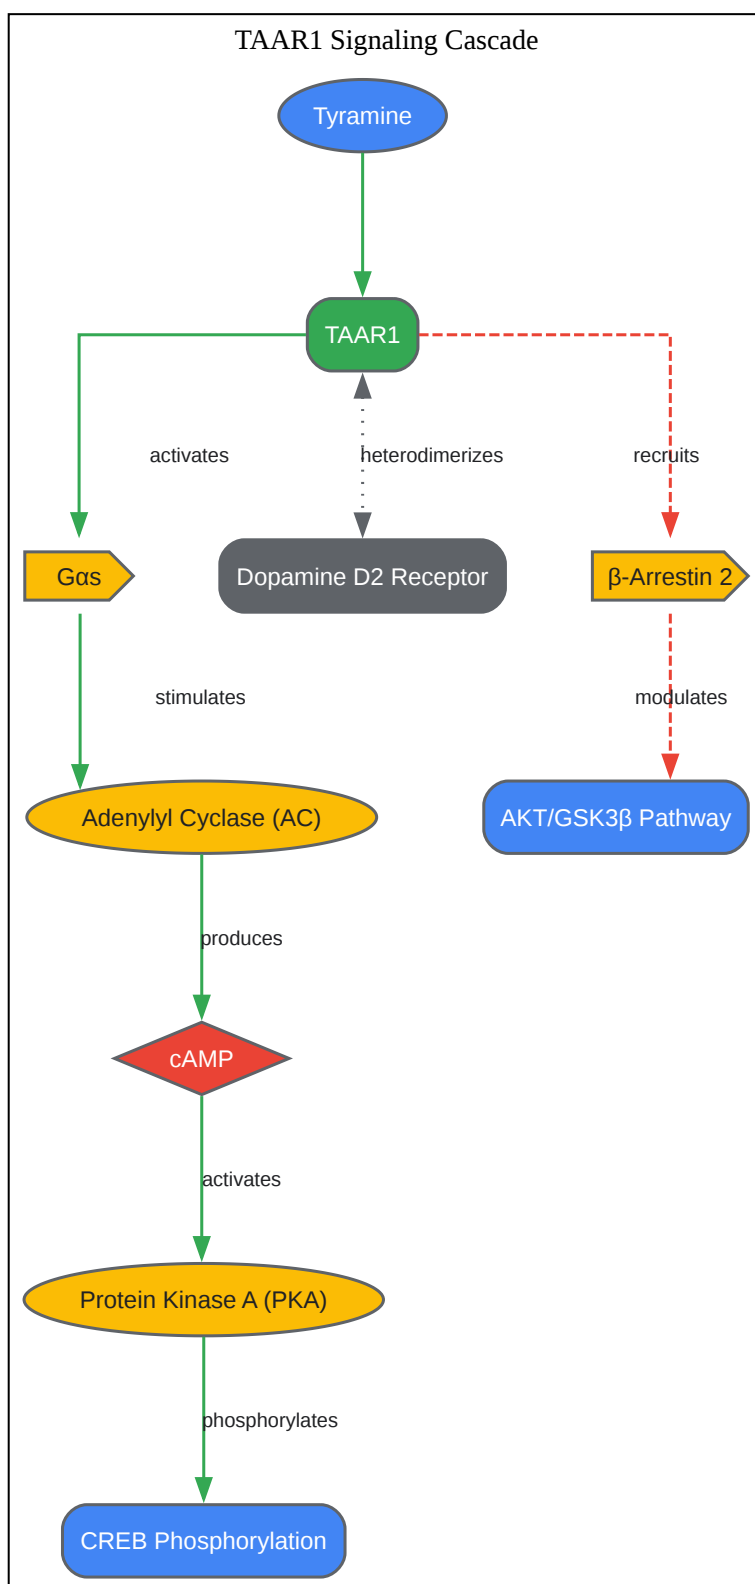 TAAR1 Signaling Cascade
Tyramine
TAAR1
activates
heterodimerizes
recruits
Gαs
Dopamine D2 Receptor
β-Arrestin 2
stimulates
modulates
Adenylyl Cyclase (AC)
AKT/GSK3β Pathway
produces
cAMP
activates
Protein Kinase A (PKA)
phosphorylates
CREB Phosphorylation